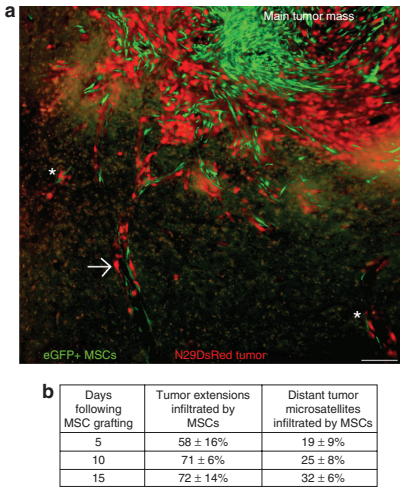 a
Main tumor mass
*
*
eGFP+ MSCs N29DsRed tumor
b
Days following MSC grafting Tumor extensions infiltrated by MSCs Distant tumor microsatellites infiltrated by MSCs
5 58 ± 16% 19 ± 9%
10 71 ± 6% 25 ± 8%
15 72 ± 14% 32 ± 6%